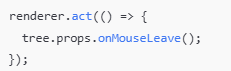 renderer.act(() => {
  tree.props.onMouseLeave();
});